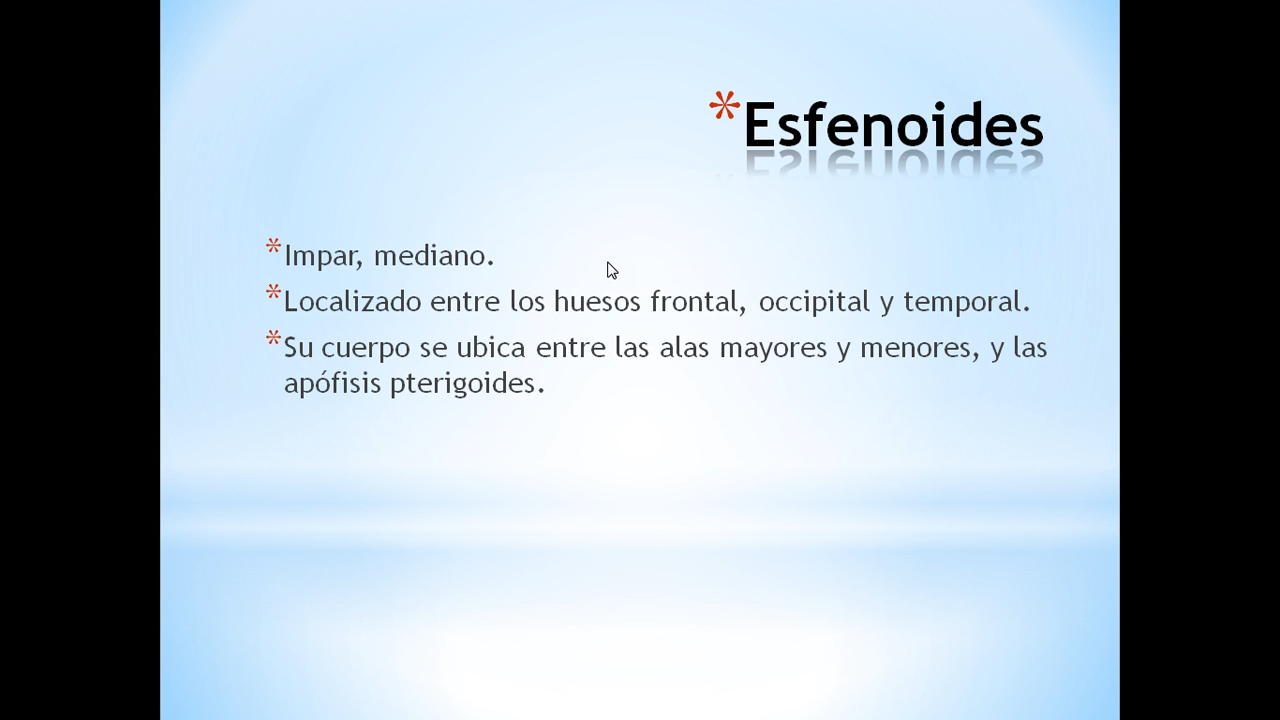 *Esfenoides
*Impar, mediano.
*Localizado entre los huesos frontal, occipital y temporal.
*Su cuerpo se ubica entre las alas mayores y menores, y las
apófisis pterigoides.